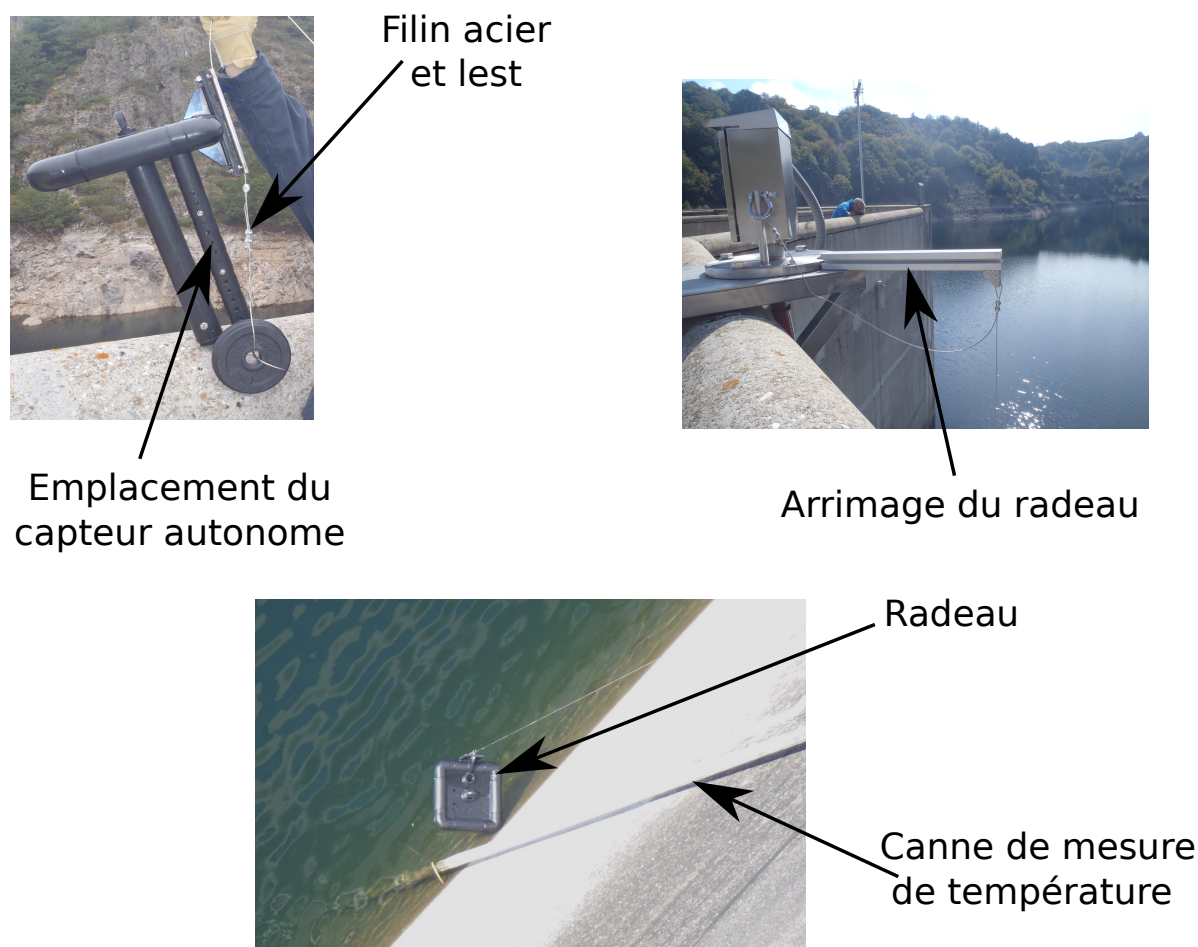 Filin acier
et lest
Emplacement du
capteur autonome
Arrimage du radeau
Radeau
Canne de mesure
de température